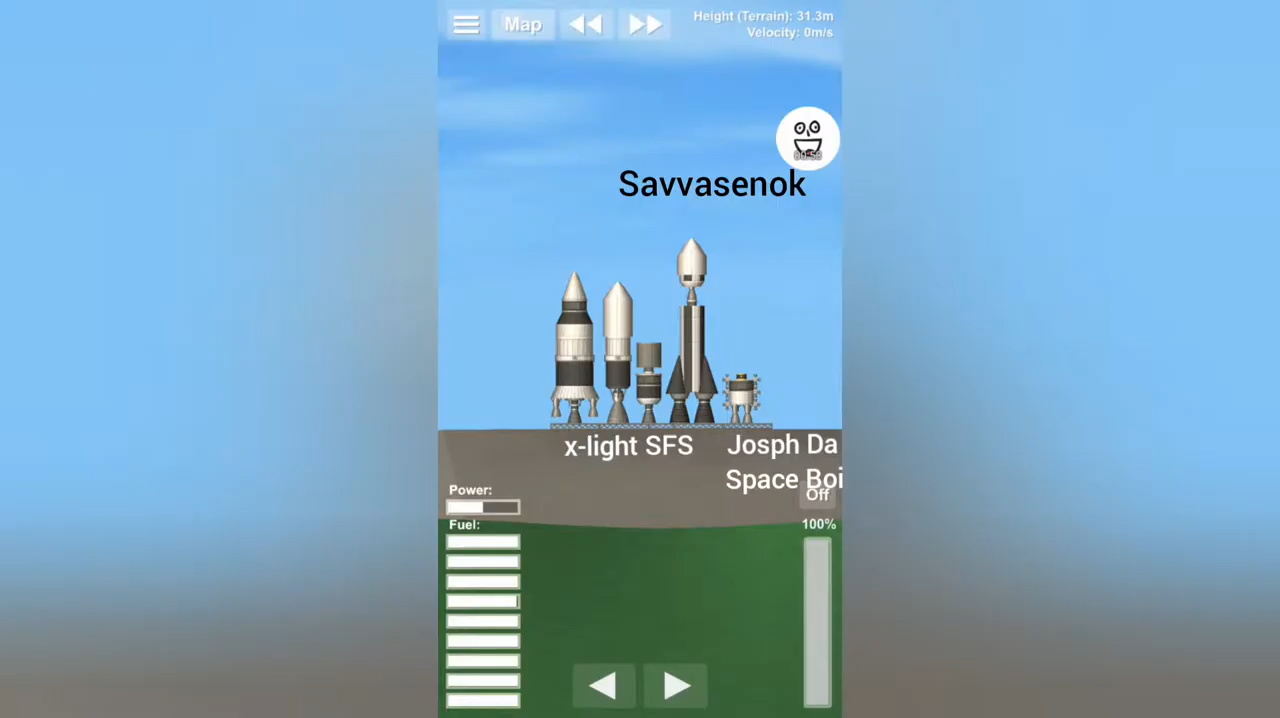 Map
Height (Terrain): 31.3m
Velocity: 0m/s
Savvasenok
x-light SFS
Josph Da
Space Boi
Power:
Off
Fuel:
100%